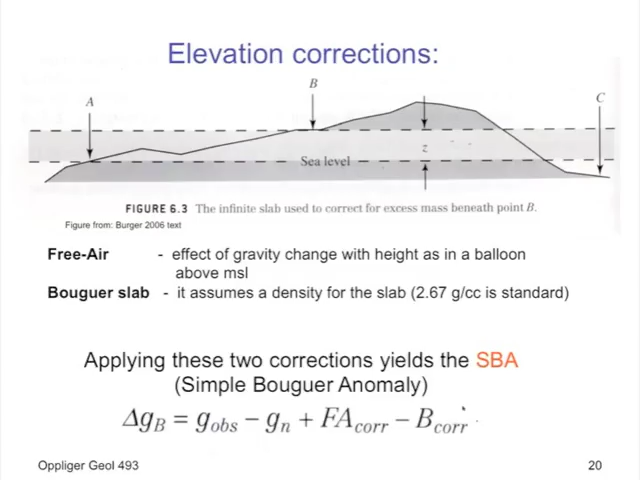 Elevation corrections:
A
B
C
z
Sea level
FIGURE 6.3 The infinite slab used to correct for excess mass beneath point B.
Figure from: Burger 2006 text
Free-Air - effect of gravity change with height as in a balloon
above msl
Bouguer slab - it assumes a density for the slab (2.67 g/cc is standard)
Applying these two corrections yields the SBA
(Simple Bouguer Anomaly)
Δg_B = g_obs − g_n + FA_corr − B_corr
Oppliger Geol 493
20